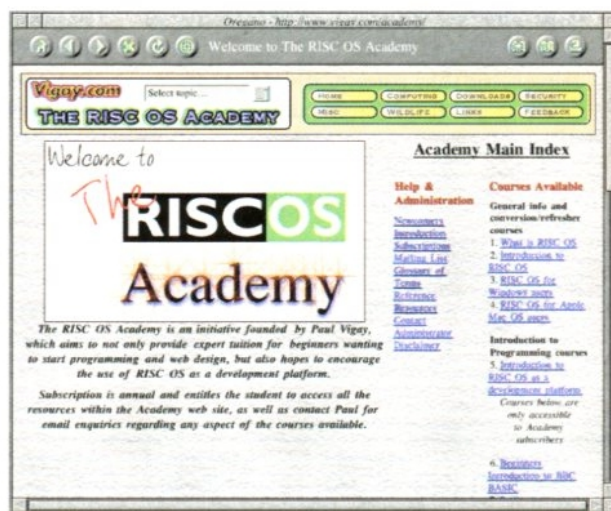 Oregano - http://www.vigay.com/academy/
Welcome to The RISC OS Academy
Vigay.com
Select topic...
THE RISC OS ACADEMY
HOME
COMPUTING
DOWNLOADS
SECURITY
MISC
WILDLIFE
LINKS
FEEDBACK
Welcome to
The
RISCOS
Academy
The RISC OS Academy is an initiative founded by Paul Vigay,
which aims to not only provide expert tuition for beginners wanting
to start programming and web design, but also hopes to encourage
the use of RISC OS as a development platform.
Subscription is annual and entitles the student to access all the
resources within the Academy web site, as well as contact Paul for
email enquiries regarding any aspect of the courses available.
Academy Main Index
Help &
Administration
Newcomers
Introduction
Subscriptions
Mailing List
Glossary of
Terms
Reference
Resources
Contact
Administrator
Disclaimer
Courses Available
General info and
conversion/refresher
courses
1. What is RISC OS
2. Introduction to
RISC OS
3. RISC OS for
Windows users
4. RISC OS for Apple
Mac OS users
Introduction to
Programming courses
5. Introduction to
RISC OS as a
development platform
Courses below are
only accessible
to Academy
subscribers
6. Beginners
Introduction to BBC
BASIC